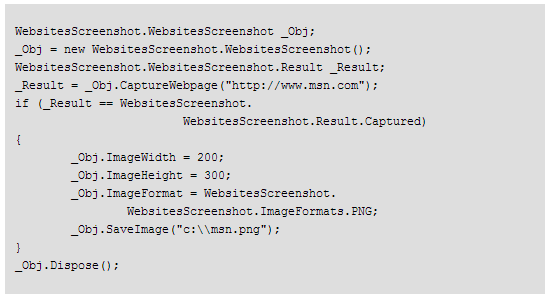 WebsitesScreenshot.WebsitesScreenshot _Obj;
_Obj = new WebsitesScreenshot.WebsitesScreenshot();
WebsitesScreenshot.WebsitesScreenshot.Result _Result;
_Result = _Obj.CaptureWebpage("http://www.msn.com");
if (_Result == WebsitesScreenshot.
                        WebsitesScreenshot.Result.Captured)
{
        _Obj.ImageWidth = 200;
        _Obj.ImageHeight = 300;
        _Obj.ImageFormat = WebsitesScreenshot.
                WebsitesScreenshot.ImageFormats.PNG;
        _Obj.SaveImage("c:\\msn.png");
}
_Obj.Dispose();